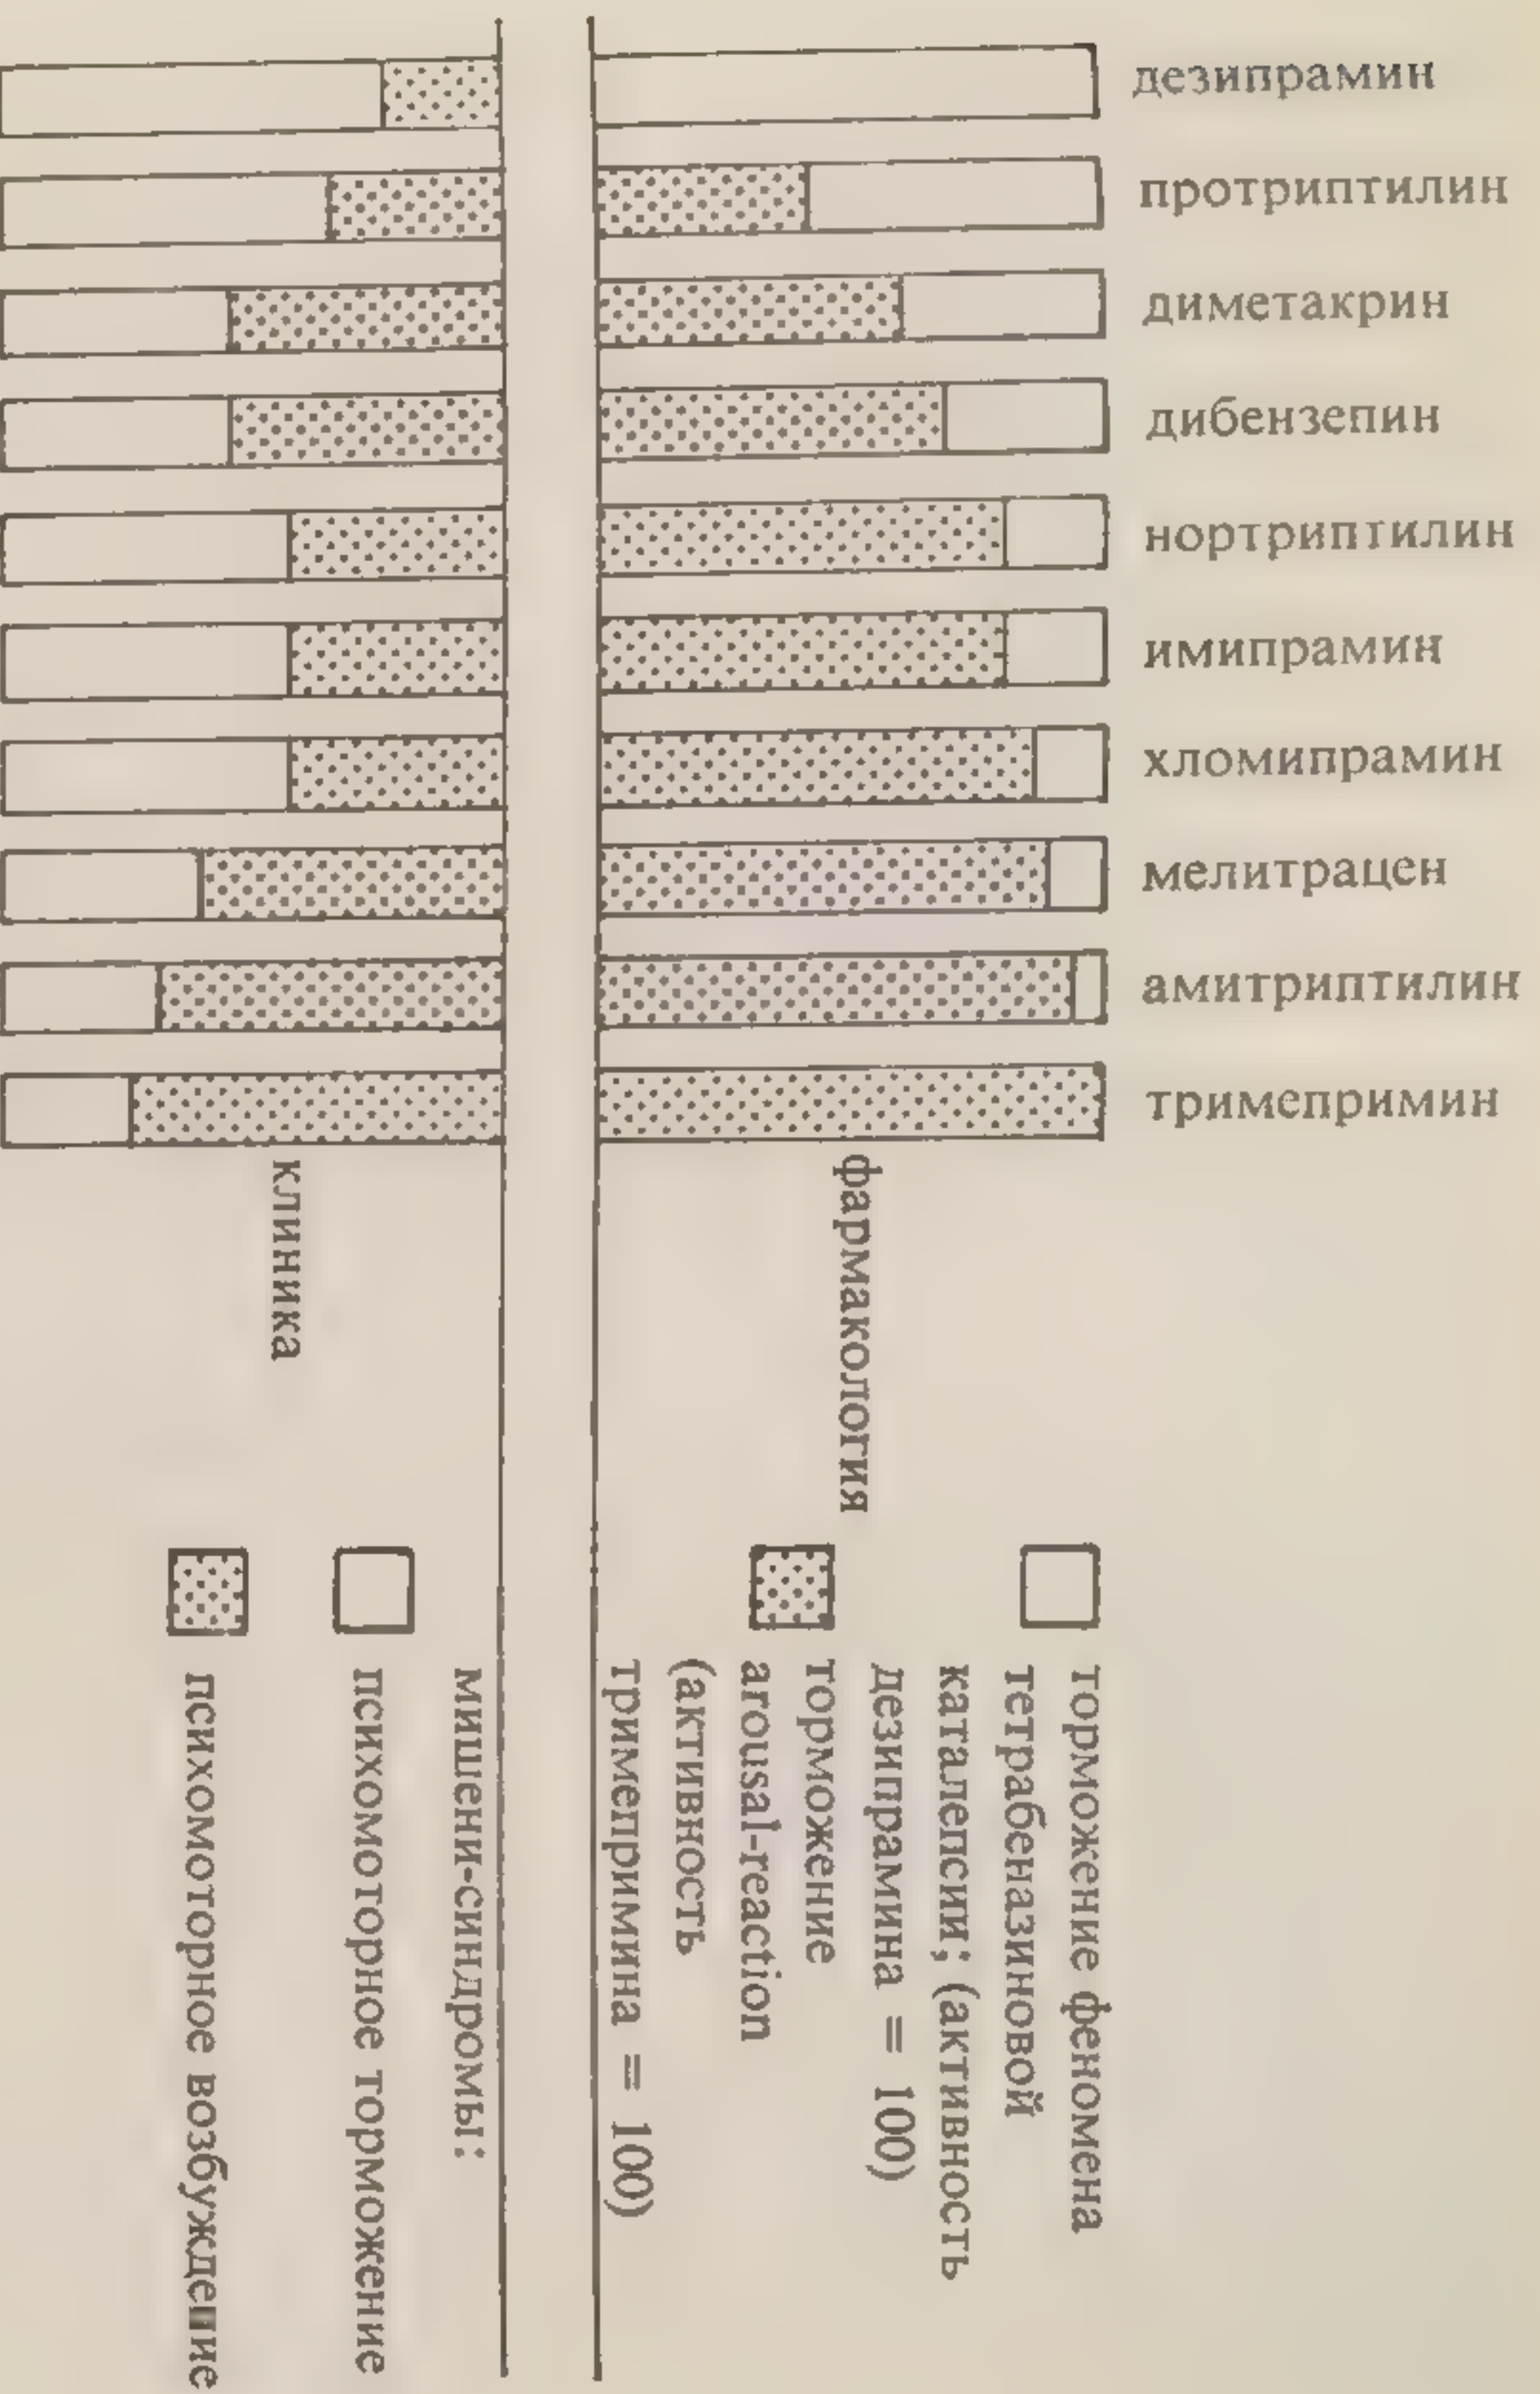 дезипрамин
протриптилин
диметакрин
дибензепин
нортриптилин
имипрамин
хломипрамин
мелитрацен
амитриптилин
тримепримин
фармакология
торможение феномена
тетрабеназиновой
каталепсии; (активность
дезипрамина = 100)
торможение
arousal-reaction
(активность
тримепримина = 100)
клиника
мишени-синдромы:
психомоторное торможение
психомоторное возбуждение